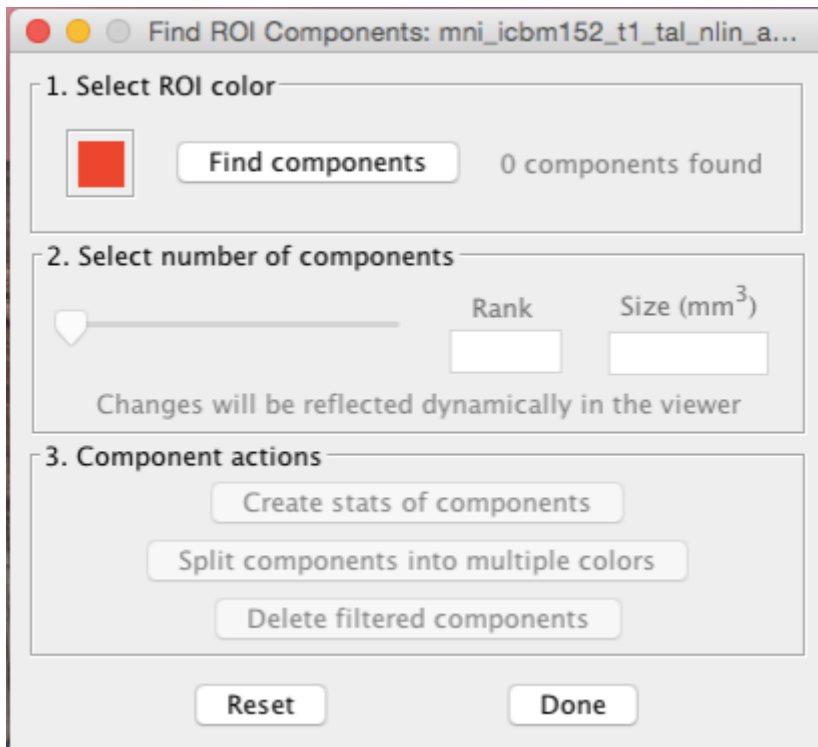 Find ROI Components: mni_icbm152_t1_tal_nlin_a...
1. Select ROI color
Find components 0 components found
2. Select number of components
Rank Size (mm³)
Changes will be reflected dynamically in the viewer
3. Component actions
Create stats of components
Split components into multiple colors
Delete filtered components
Reset Done